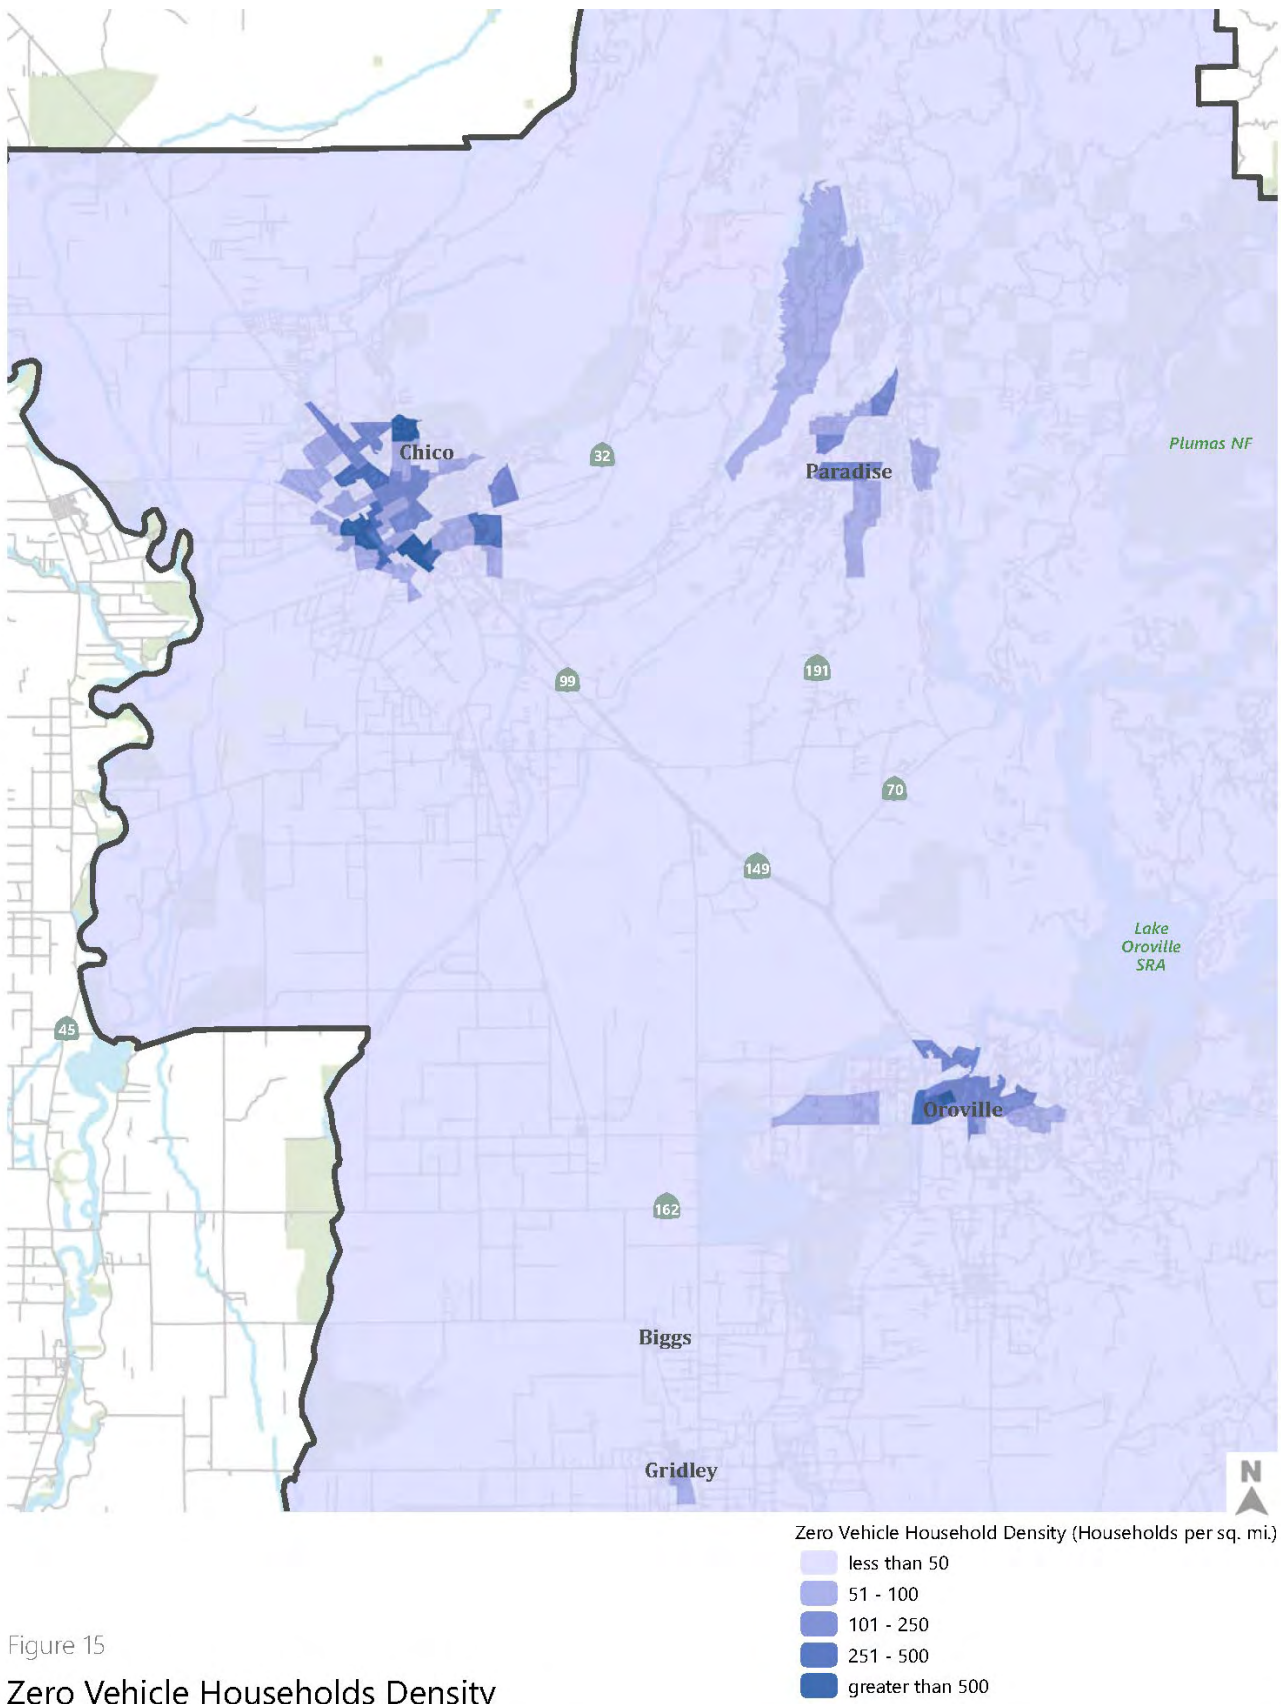 Chico
32
Plumas NF
Paradise
99
191
70
149
Lake
Oroville
SRA
45
Oroville
162
Biggs
Gridley
N
Zero Vehicle Household Density (Households per sq. mi.)
less than 50
51 - 100
101 - 250
251 - 500
greater than 500
Figure 15
Zero Vehicle Households Density